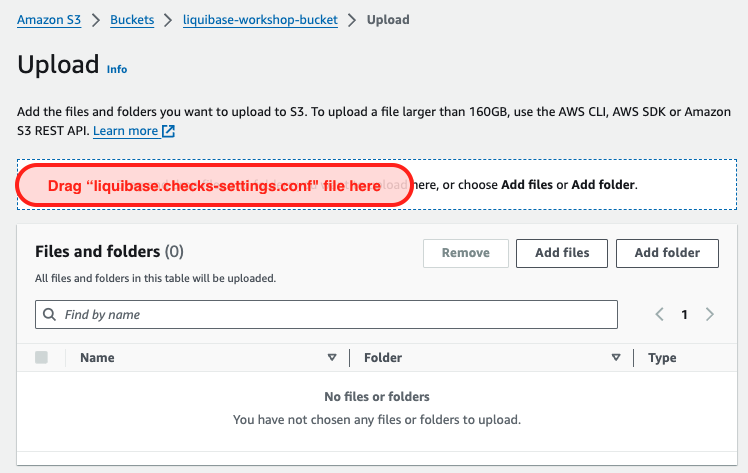 Amazon S3 > Buckets > liquibase-workshop-bucket > Upload
Upload Info
Add the files and folders you want to upload to S3. To upload a file larger than 160GB, use the AWS CLI, AWS SDK or Amazon
S3 REST API. Learn more
Drag “liquibase.checks-settings.conf" file here here, or choose Add files or Add folder.
Files and folders (0)
Remove
Add files
Add folder
All files and folders in this table will be uploaded.
Find by name
1
Name
Folder
Type
No files or folders
You have not chosen any files or folders to upload.